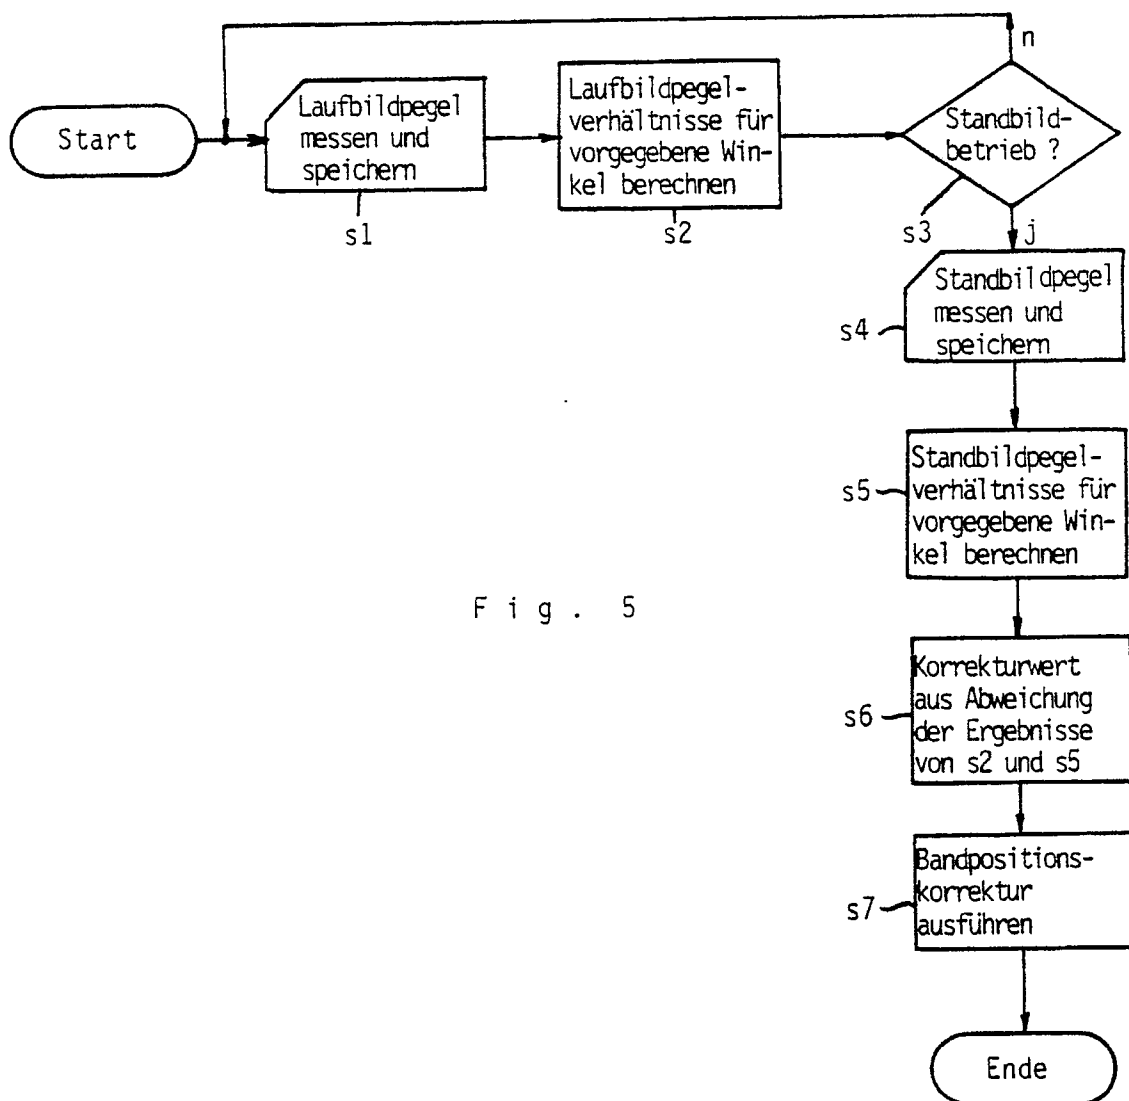 n
Start
Laufbildpegel
messen und
speichern
s1
Laufbildpegel-
verhältnisse für
vorgegebene Win-
kel berechnen
s2
Standbild-
betrieb ?
s3
j
Standbildpegel
messen und
speichern
s4
Standbildpegel-
verhältnisse für
vorgegebene Win-
kel berechnen
s5
Fig. 5
Korrekturwert
aus Abweichung
der Ergebnisse
von s2 und s5
s6
Bandpositions-
korrektur
ausführen
s7
Ende